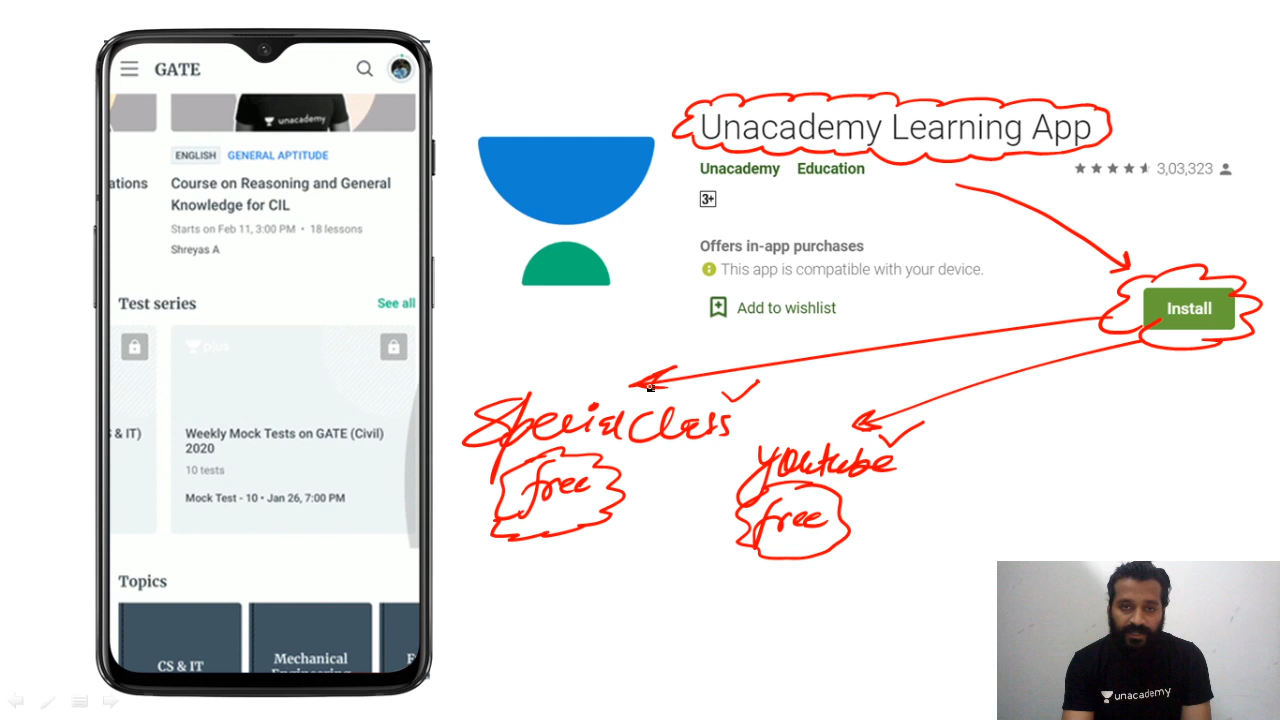 GATE
unacademy
ENGLISH GENERAL APTITUDE
ations
Course on Reasoning and General
Knowledge for CIL
Starts on Feb 11, 3:00 PM • 18 lessons
Shreyas A
Test series See all
plus
& IT)
Weekly Mock Tests on GATE (Civil)
2020
10 tests
Mock Test - 10 • Jan 26, 7:00 PM
Topics
CS & IT
Mechanical
Engineering
Unacademy Learning App
Unacademy Education
3,03,323
3+
Offers in-app purchases
This app is compatible with your device.
Add to wishlist
Install
Special Class
free
youtube
free
unacademy